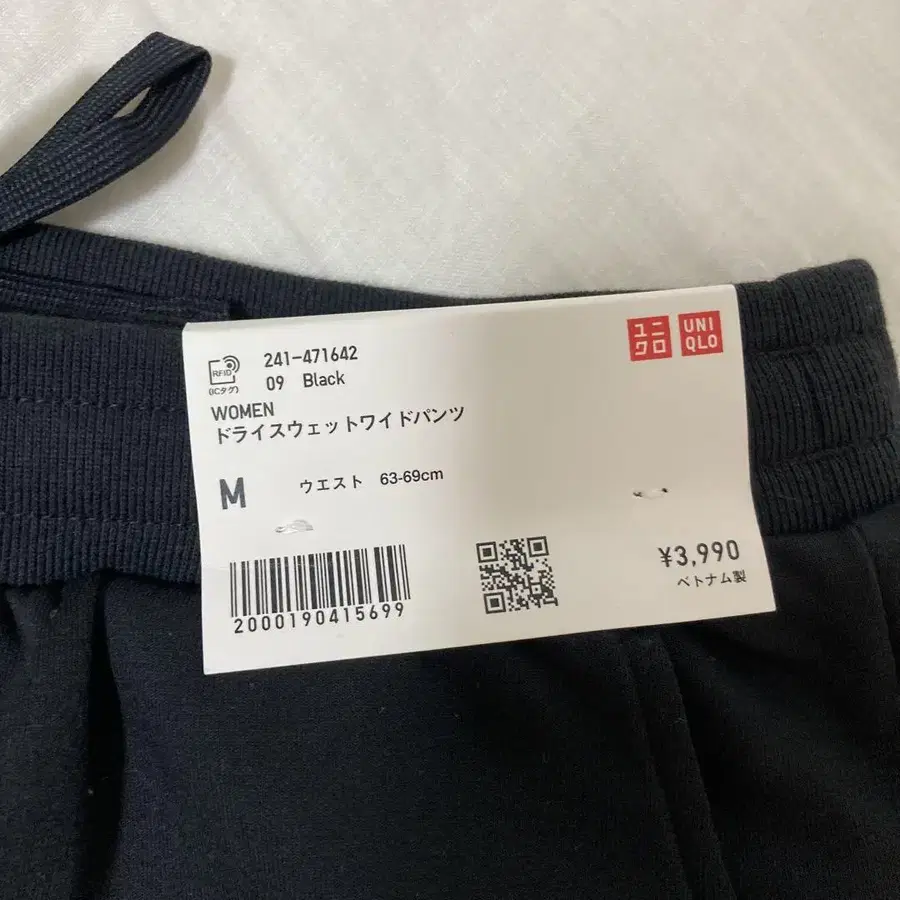 RFID
(ICタグ)
241-471642
09 Black
ユニ
クロ
UNI
QLO
WOMEN
ドライスウェットワイドパンツ
M ウエスト 63-69cm
2000190415699
¥3,990
ベトナム製